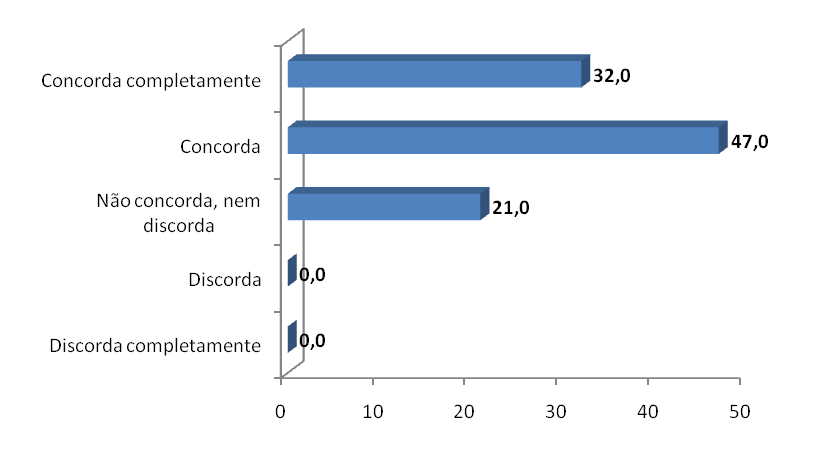 Concorda completamente
32,0
Concorda
47,0
Não concorda, nem
discorda
21,0
Discorda
0,0
Discorda completamente
0,0
0 10 20 30 40 50